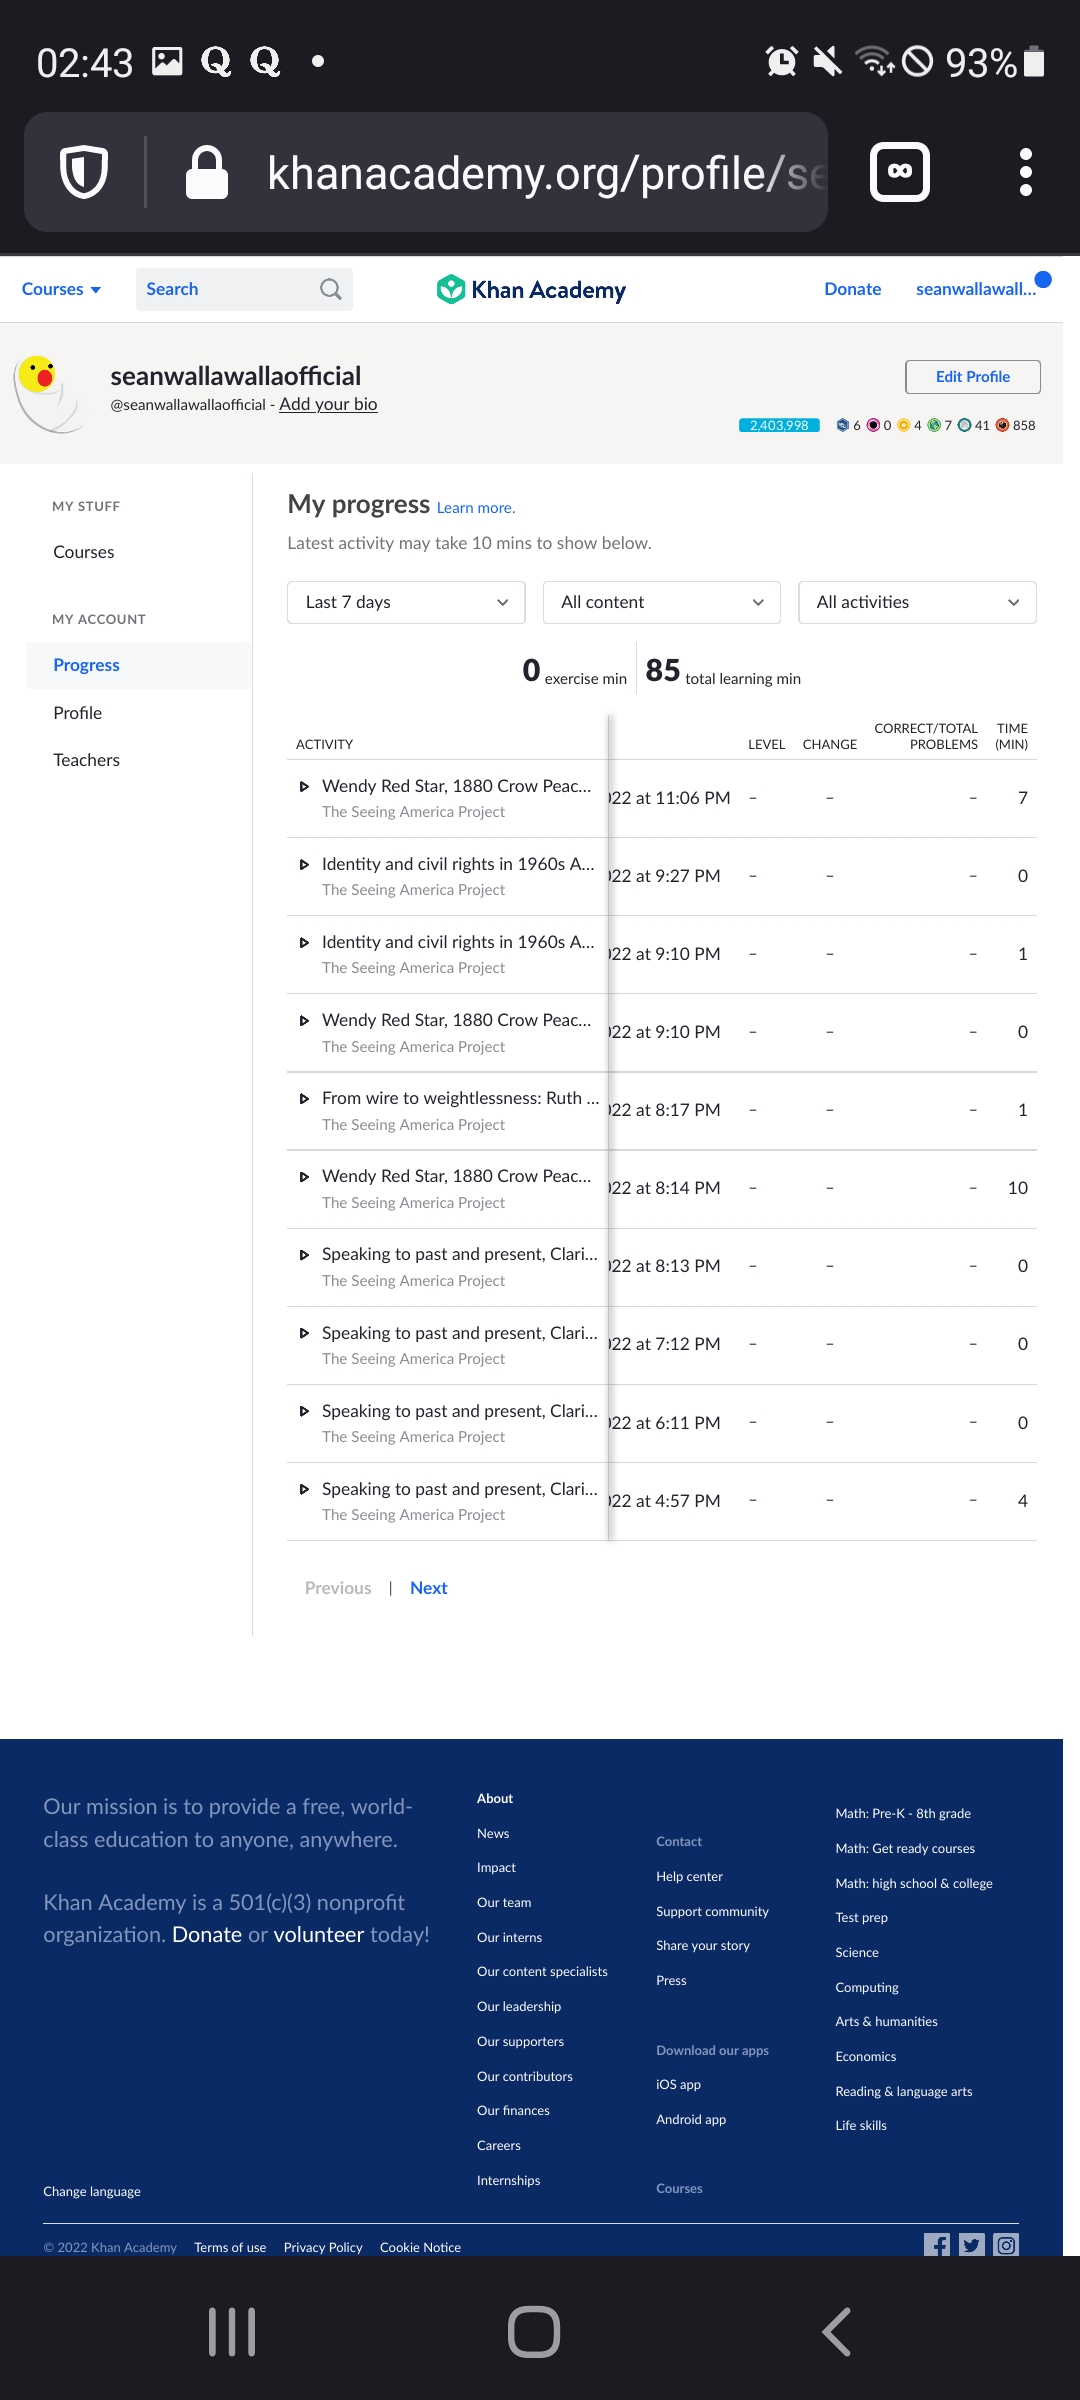 02:43
93%
khanacademy.org/profile/se
Courses
Search
Khan Academy
Donate
seanwallawall...
seanwallawallaofficial
@seanwallawallaofficial - Add your bio
Edit Profile
2,403,998 6 0 4 7 41 858
MY STUFF
Courses
MY ACCOUNT
Progress
Profile
Teachers
My progress Learn more.
Latest activity may take 10 mins to show below.
Last 7 days
All content
All activities
0 exercise min
85 total learning min
ACTIVITY LEVEL CHANGE CORRECT/TOTAL PROBLEMS TIME (MIN)
Wendy Red Star, 1880 Crow Peac... 022 at 11:06 PM – – – 7
The Seeing America Project
Identity and civil rights in 1960s A... 022 at 9:27 PM – – – 0
The Seeing America Project
Identity and civil rights in 1960s A... 022 at 9:10 PM – – – 1
The Seeing America Project
Wendy Red Star, 1880 Crow Peac... 022 at 9:10 PM – – – 0
The Seeing America Project
From wire to weightlessness: Ruth ... 022 at 8:17 PM – – – 1
The Seeing America Project
Wendy Red Star, 1880 Crow Peac... 022 at 8:14 PM – – – 10
The Seeing America Project
Speaking to past and present, Clari... 022 at 8:13 PM – – – 0
The Seeing America Project
Speaking to past and present, Clari... 022 at 7:12 PM – – – 0
The Seeing America Project
Speaking to past and present, Clari... 022 at 6:11 PM – – – 0
The Seeing America Project
Speaking to past and present, Clari... 022 at 4:57 PM – – – 4
The Seeing America Project
Previous | Next
Our mission is to provide a free, world-
class education to anyone, anywhere.
Khan Academy is a 501(c)(3) nonprofit
organization. Donate or volunteer today!
About
News
Impact
Our team
Our interns
Our content specialists
Our leadership
Our supporters
Our contributors
Our finances
Careers
Internships
Contact
Help center
Support community
Share your story
Press
Download our apps
iOS app
Android app
Courses
Math: Pre-K - 8th grade
Math: Get ready courses
Math: high school & college
Test prep
Science
Computing
Arts & humanities
Economics
Reading & language arts
Life skills
Change language
© 2022 Khan Academy Terms of use Privacy Policy Cookie Notice